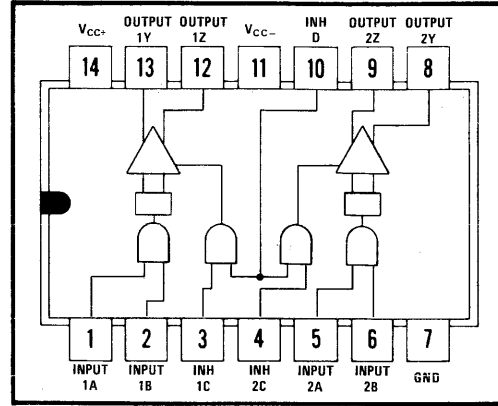 VCC+ OUTPUT 1Y OUTPUT 1Z VCC− INH D OUTPUT 2Z OUTPUT 2Y
14 13 12 11 10 9 8
1 2 3 4 5 6 7
INPUT 1A INPUT 1B INH 1C INH 2C INPUT 2A INPUT 2B GND